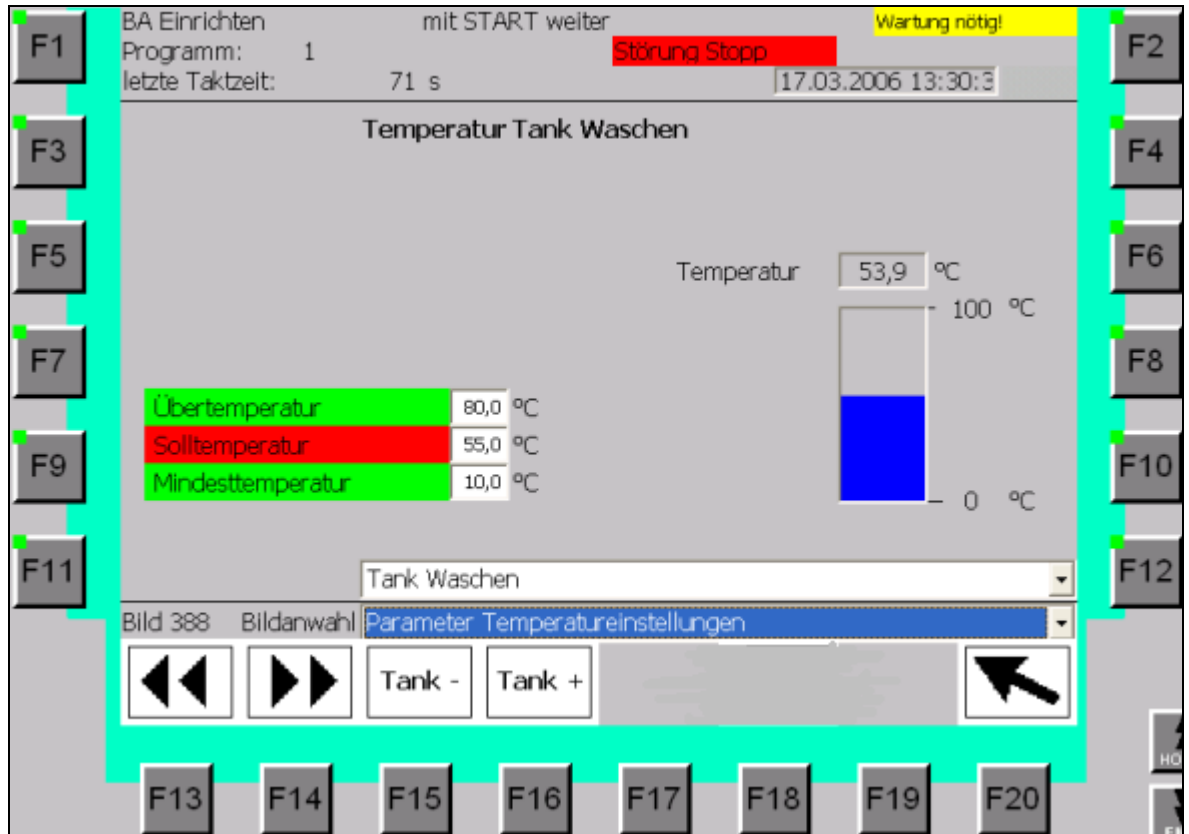 F1
BA Einrichten mit START weiter Wartung nötig!
F2
Programm: 1 Störung Stopp
letzte Taktzeit: 71 s 17.03.2006 13:30:3
F3
Temperatur Tank Waschen
F4
F5
Temperatur 53,9 °C
F6
100 °C
F7
F8
Übertemperatur 80,0 °C
Solltemperatur 55,0 °C
F9
F10
Mindesttemperatur 10,0 °C
0 °C
F11
Tank Waschen
F12
Bild 388 Bildanwahl Parameter Temperatureinstellungen
Tank - Tank +
F13 F14 F15 F16 F17 F18 F19 F20